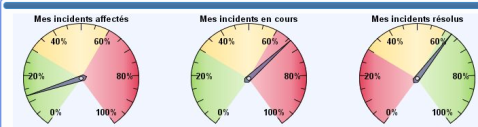 Mes incidents affectés Mes incidents en cours Mes incidents résolus
40% 60% 40% 60% 40% 60%
20% 80% 20% 80% 20% 80%
0% 100% 0% 100% 0% 100%